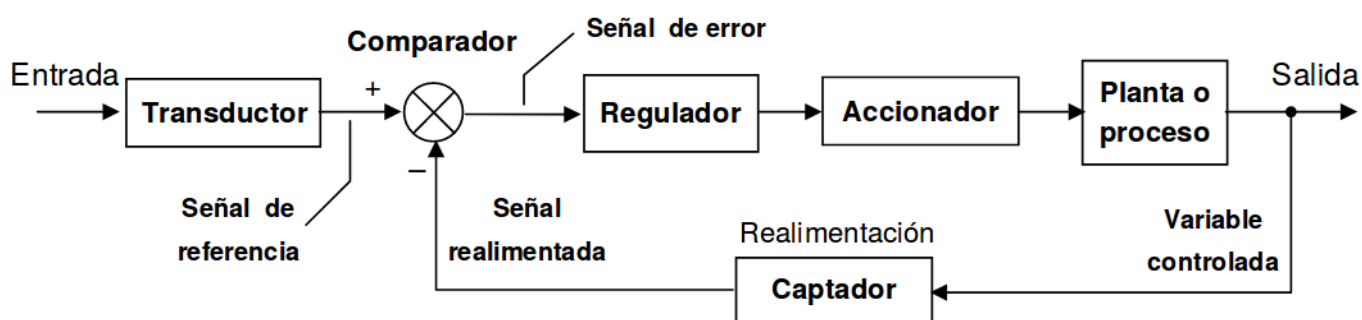 Comparador
Señal de error
Entrada
Transductor
+
Regulador
Accionador
Planta o
proceso
Salida
−
Señal de
referencia
Señal
realimentada
Realimentación
Captador
Variable
controlada